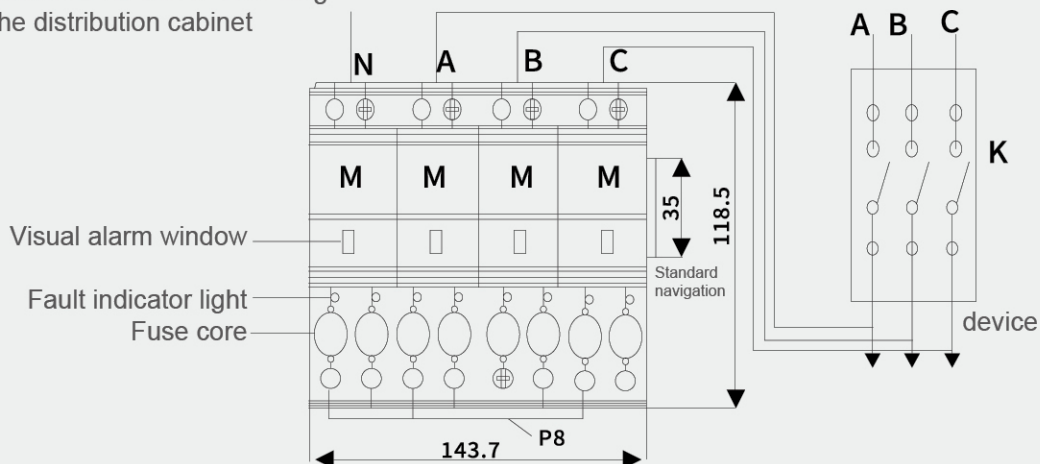 the distribution cabinet
N
A
B
C
A B C
K
M M M M
35
118.5
Visual alarm window
Standard
navigation
Fault indicator light
Fuse core
device
P8
143.7